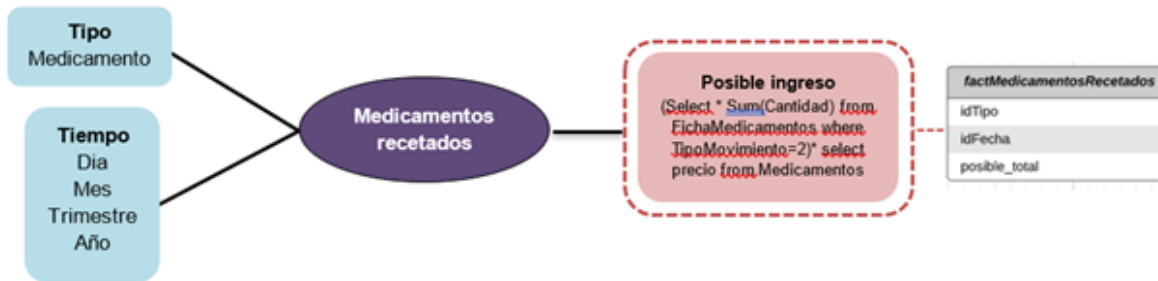 Tipo
Medicamento
Tiempo
Dia
Mes
Trimestre
Año
Medicamentos
recetados
Posible ingreso
(Select * Sum(Cantidad) from
FichaMedicamentos where
TipoMovimiento=2)* select
precio from Medicamentos
factMedicamentosRecetados
idTipo
idFecha
posible_total